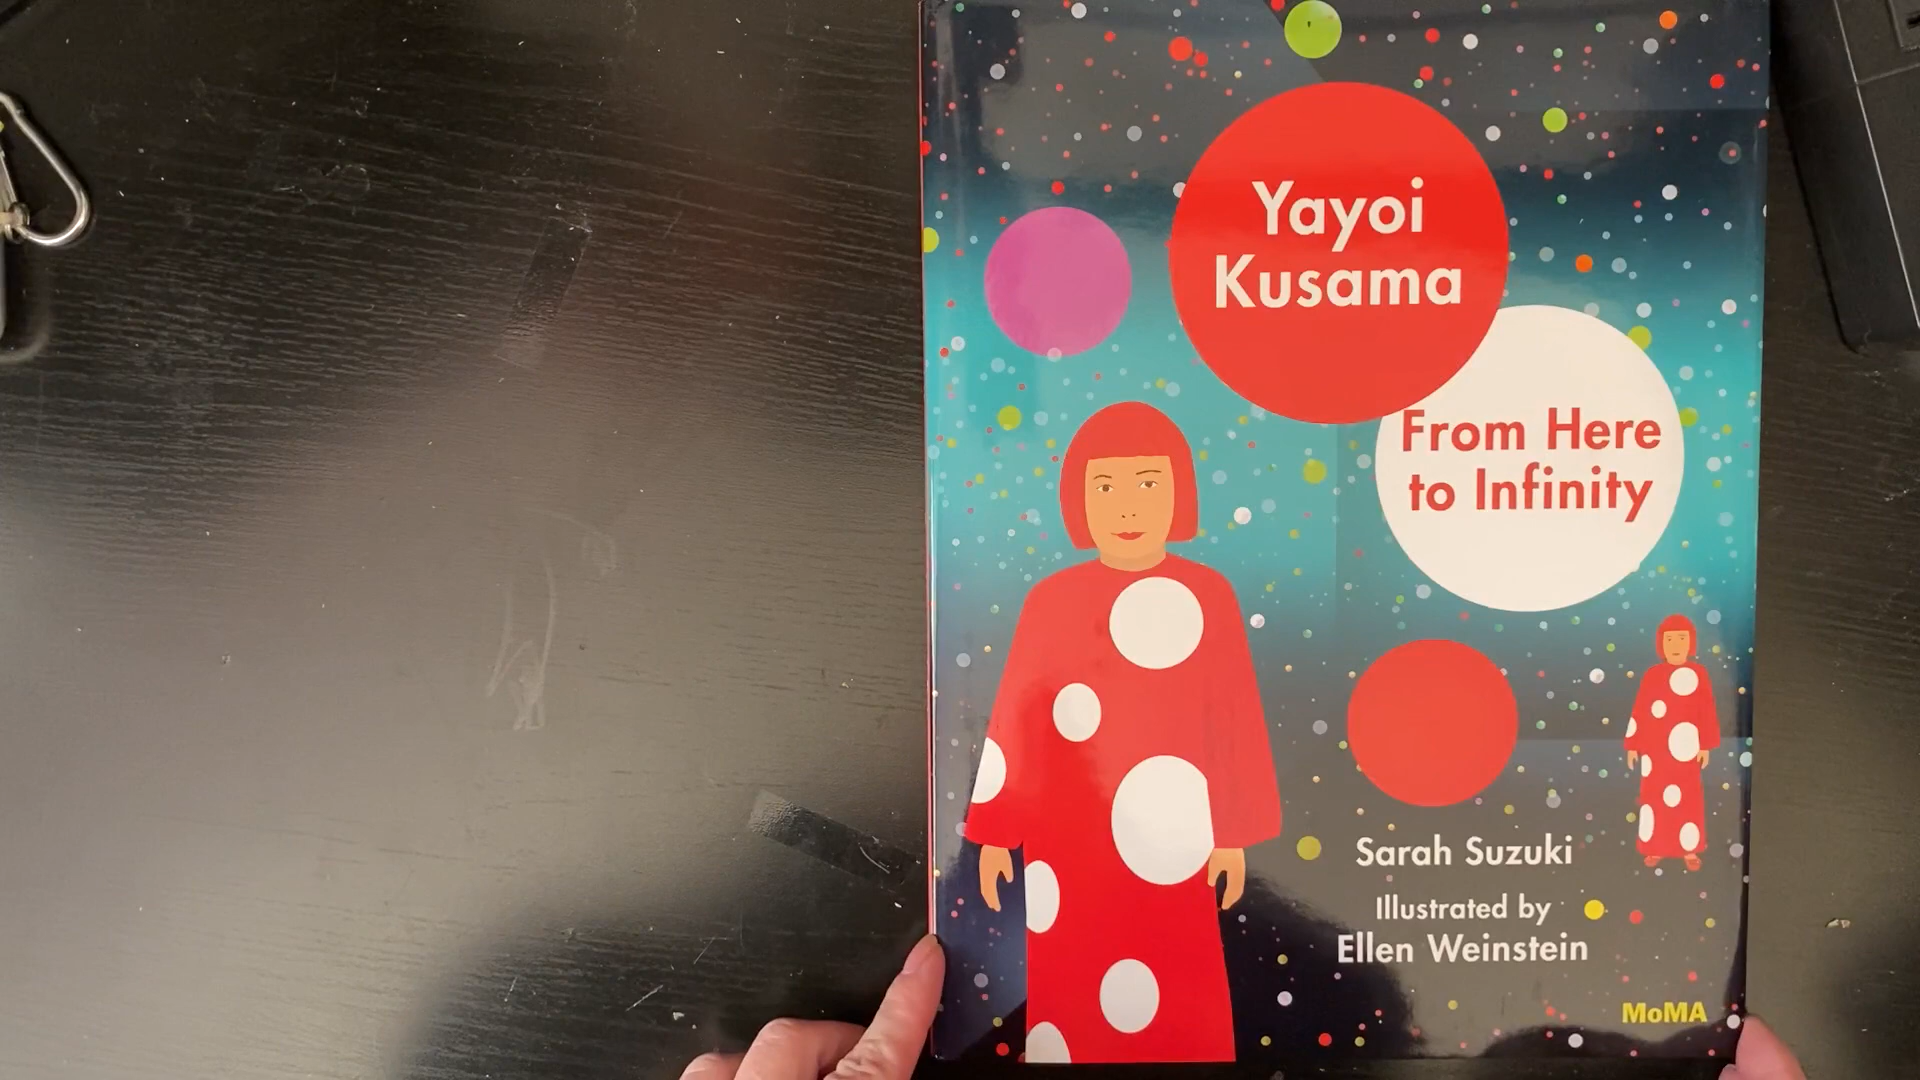 Yayoi
Kusama
From Here
to Infinity
Sarah Suzuki
Illustrated by
Ellen Weinstein
MoMA